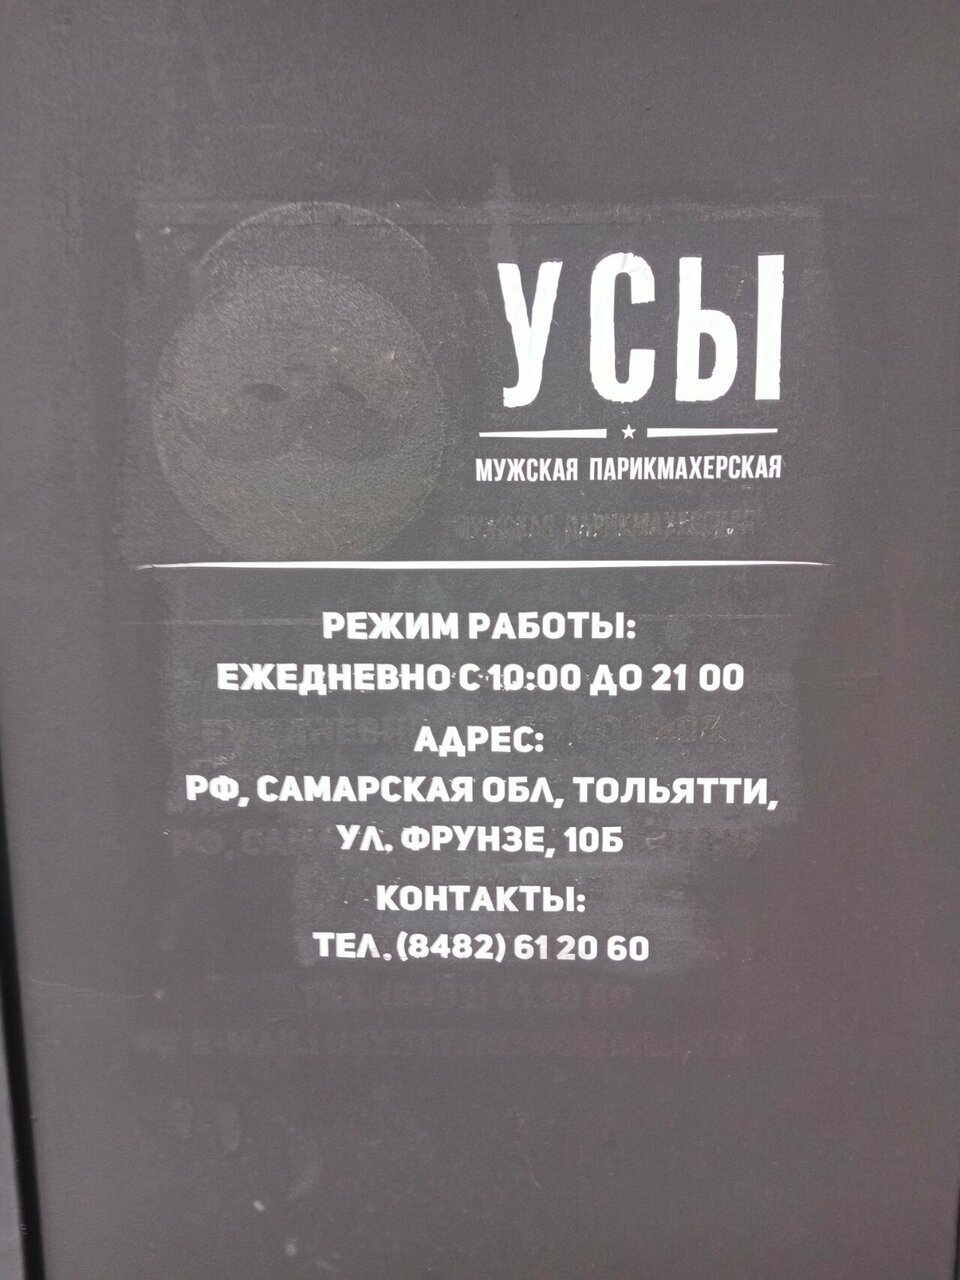 УСЫ
МУЖСКАЯ ПАРИКМАХЕРСКАЯ
РЕЖИМ РАБОТЫ:
ЕЖЕДНЕВНО С 10:00 ДО 21 00
АДРЕС:
РФ, САМАРСКАЯ ОБЛ, ТОЛЬЯТТИ,
УЛ. ФРУНЗЕ, 10Б
КОНТАКТЫ:
ТЕЛ. (8482) 61 20 60